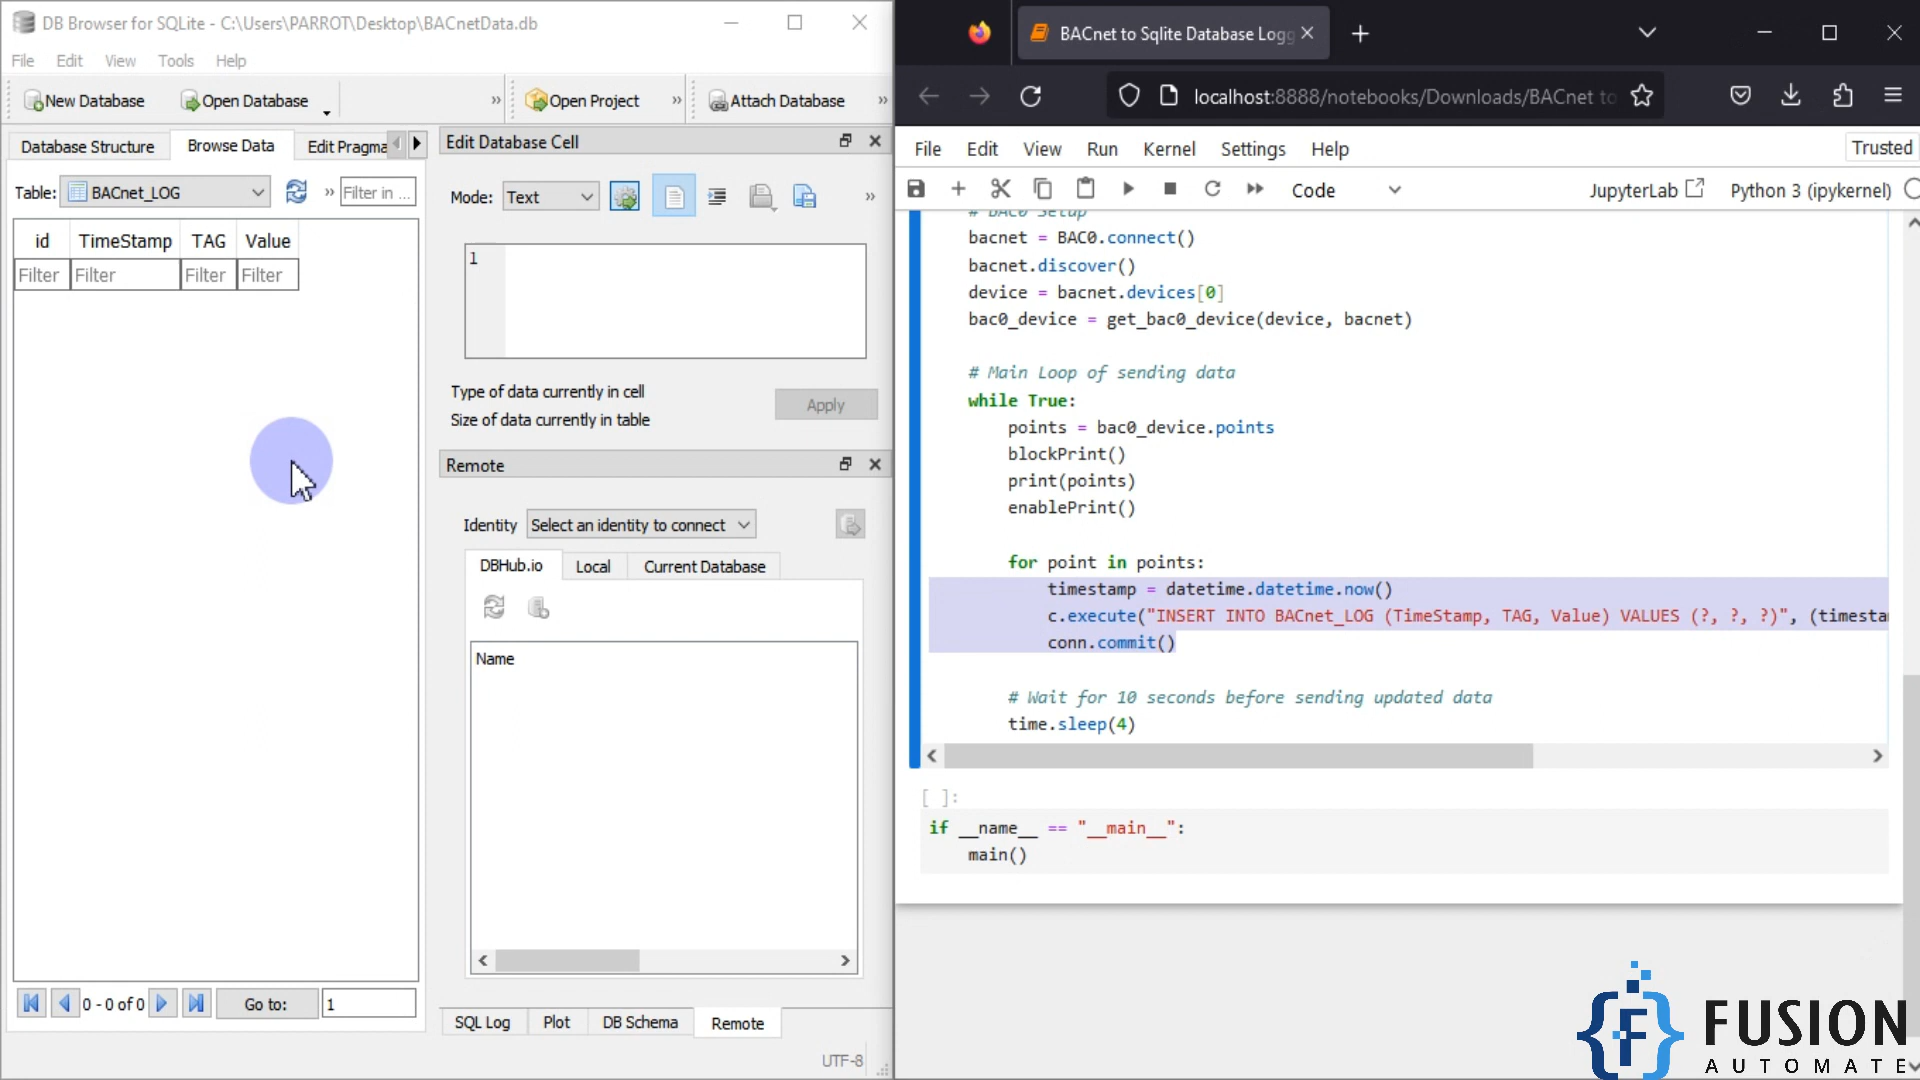 DB Browser for SQLite - C:\Users\PARROT\Desktop\BACnetData.db
File Edit View Tools Help
New Database Open Database » Open Project » Attach Database »
Database Structure Browse Data Edit Pragma
Table: BACnet_LOG » Filter in ...
id TimeStamp TAG Value
Filter Filter Filter Filter
0 - 0 of 0 Go to: 1
Edit Database Cell
Mode: Text »
1
Type of data currently in cell
Size of data currently in table
Apply
Remote
Identity Select an identity to connect
DBHub.io Local Current Database
Name
SQL Log Plot DB Schema Remote
UTF-8
BACnet to Sqlite Database Logg
localhost:8888/notebooks/Downloads/BACnet to
File Edit View Run Kernel Settings Help Trusted
Code JupyterLab Python 3 (ipykernel)
# BAC0 Setup
bacnet = BAC0.connect()
bacnet.discover()
device = bacnet.devices[0]
bac0_device = get_bac0_device(device, bacnet)
# Main Loop of sending data
while True:
points = bac0_device.points
blockPrint()
print(points)
enablePrint()
for point in points:
timestamp = datetime.datetime.now()
c.execute("INSERT INTO BACnet_LOG (TimeStamp, TAG, Value) VALUES (?, ?, ?)", (timesta
conn.commit()
# Wait for 10 seconds before sending updated data
time.sleep(4)
[ ]:
if __name__ == "__main__":
main()
F FUSION
AUTOMATE